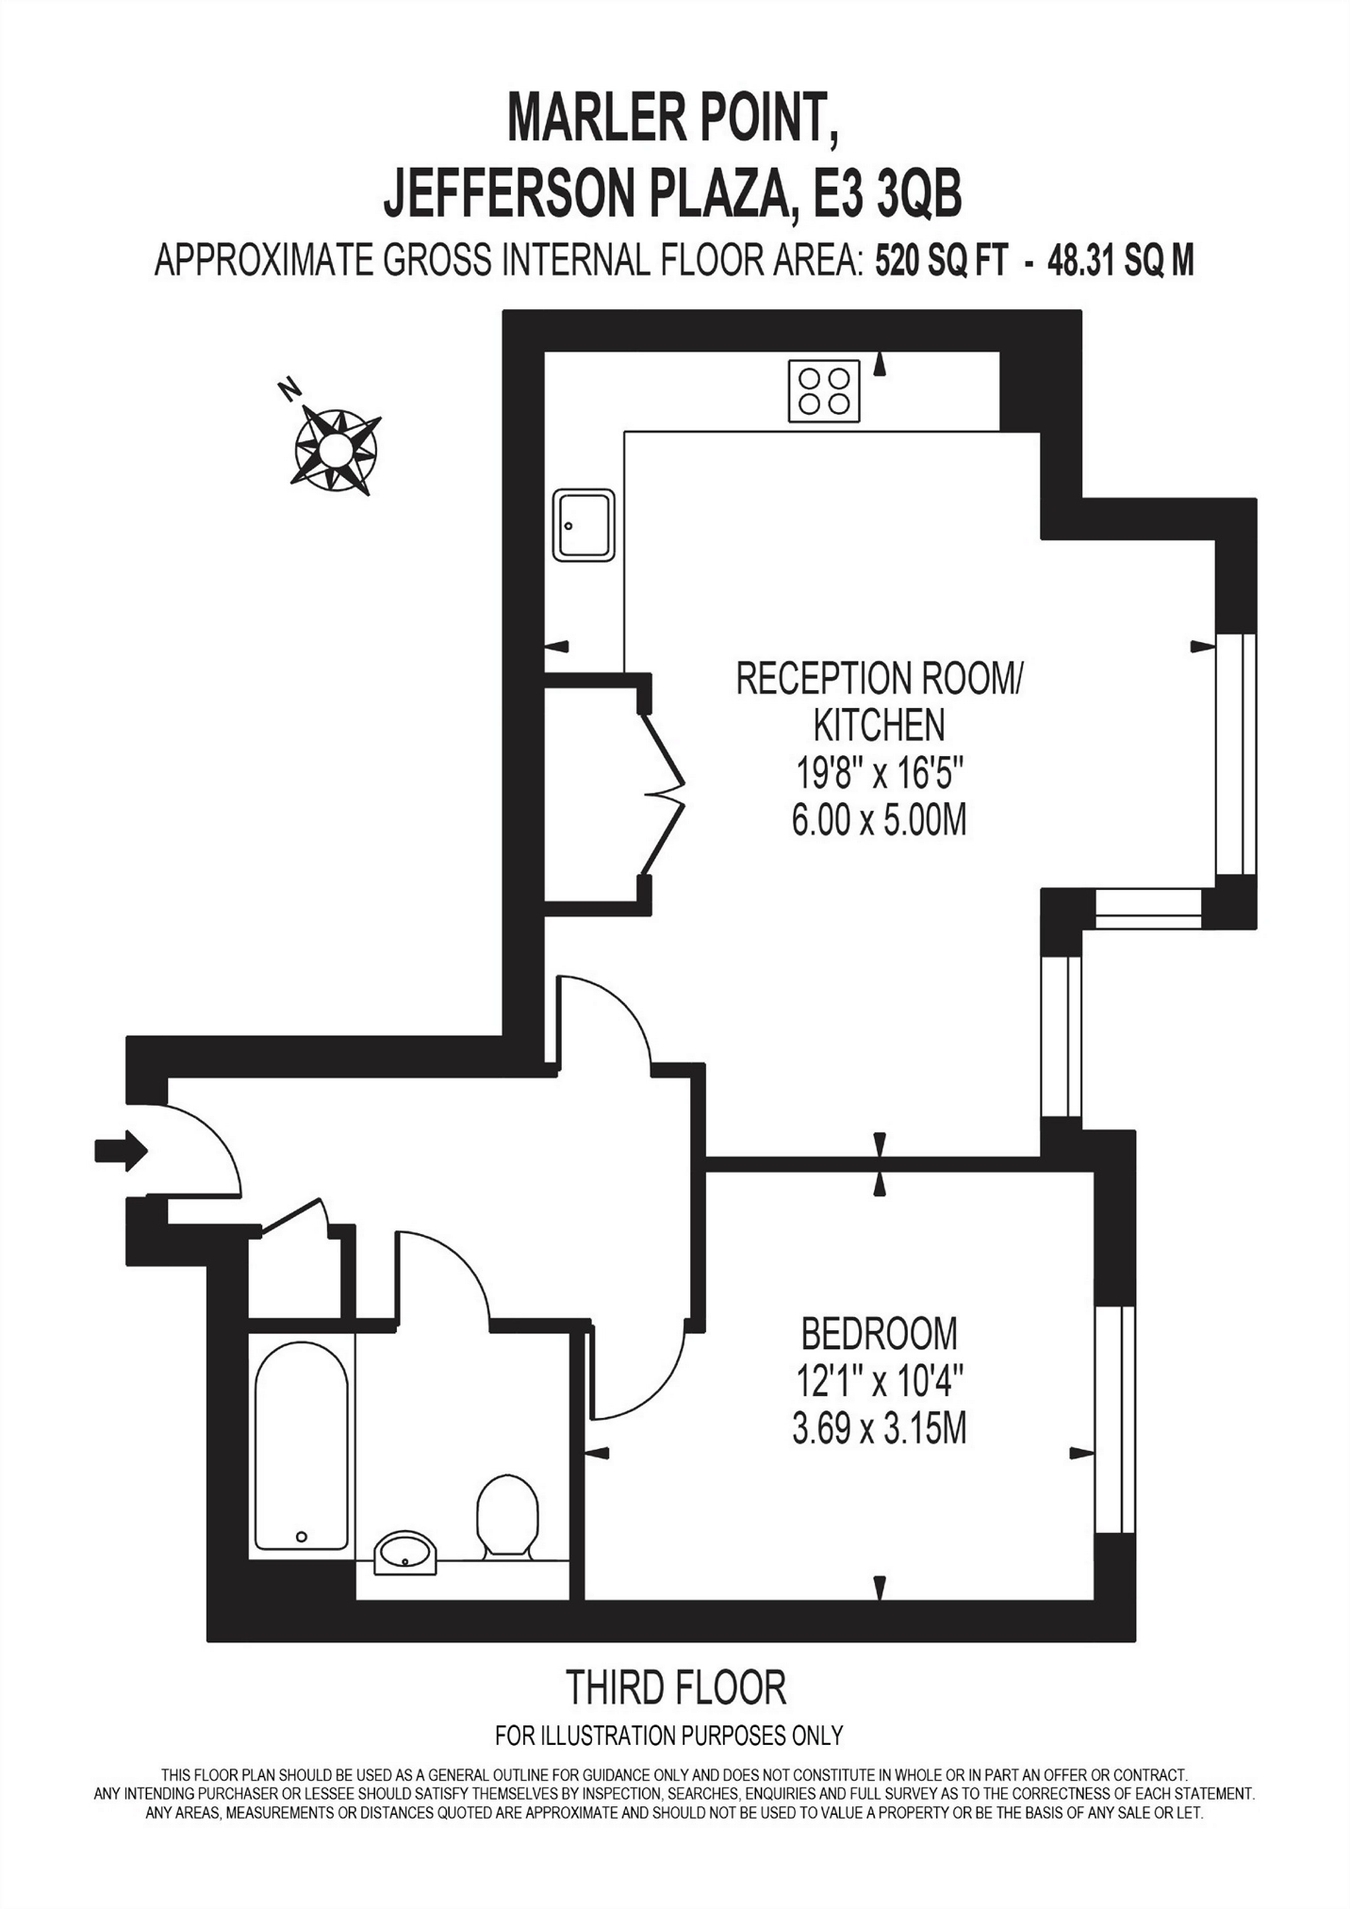 MARLER POINT,
JEFFERSON PLAZA, E3 3QB
APPROXIMATE GROSS INTERNAL FLOOR AREA: 520 SQ FT - 48.31 SQ M
N
RECEPTION ROOM/
KITCHEN
19'8" x 16'5"
6.00 x 5.00M
BEDROOM
12'1" x 10'4"
3.69 x 3.15M
THIRD FLOOR
FOR ILLUSTRATION PURPOSES ONLY
THIS FLOOR PLAN SHOULD BE USED AS A GENERAL OUTLINE FOR GUIDANCE ONLY AND DOES NOT CONSTITUTE IN WHOLE OR IN PART AN OFFER OR CONTRACT.
ANY INTENDING PURCHASER OR LESSEE SHOULD SATISFY THEMSELVES BY INSPECTION, SEARCHES, ENQUIRIES AND FULL SURVEY AS TO THE CORRECTNESS OF EACH STATEMENT.
ANY AREAS, MEASUREMENTS OR DISTANCES QUOTED ARE APPROXIMATE AND SHOULD NOT BE USED TO VALUE A PROPERTY OR BE THE BASIS OF ANY SALE OR LET.